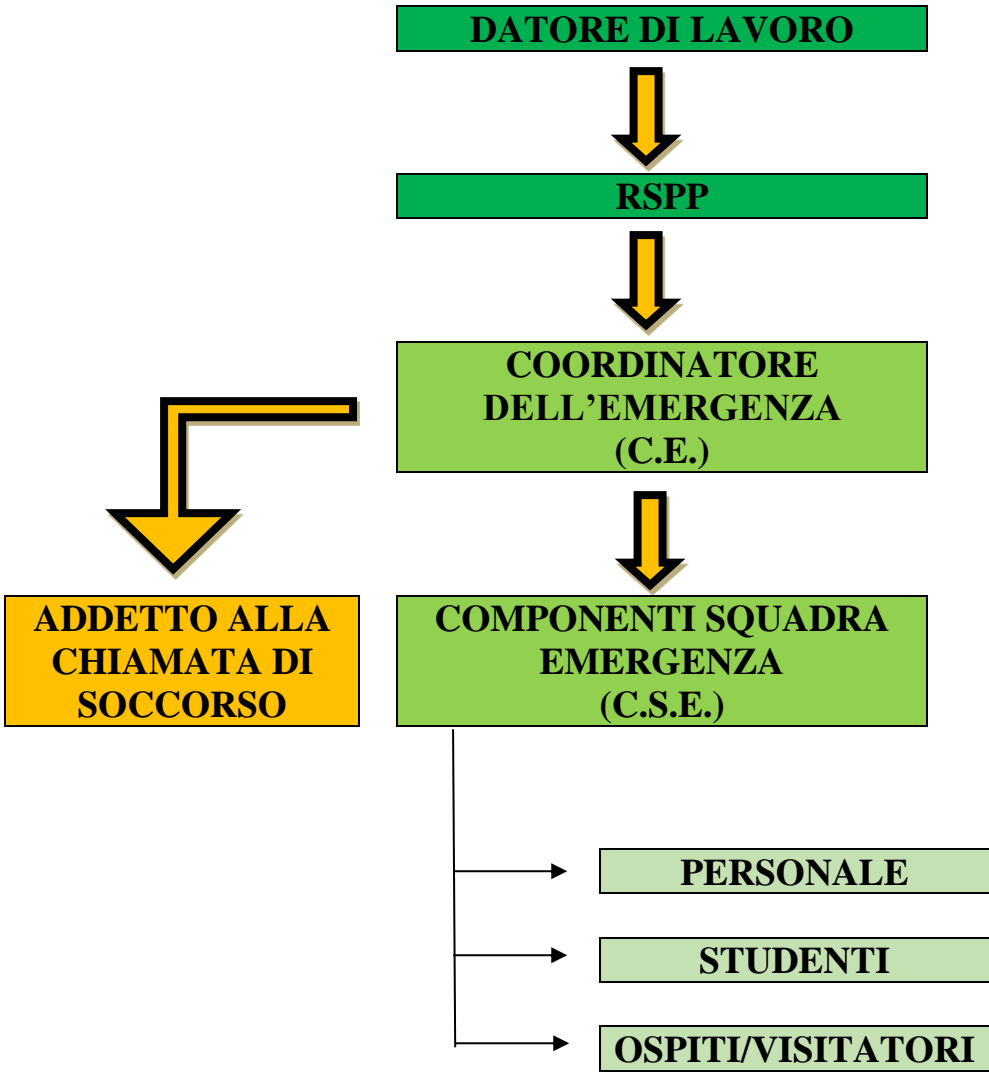 DATORE DI LAVORO
RSPP
COORDINATORE
DELL’EMERGENZA
(C.E.)
ADDETTO ALLA
CHIAMATA DI
SOCCORSO
COMPONENTI SQUADRA
EMERGENZA
(C.S.E.)
PERSONALE
STUDENTI
OSPITI/VISITATORI